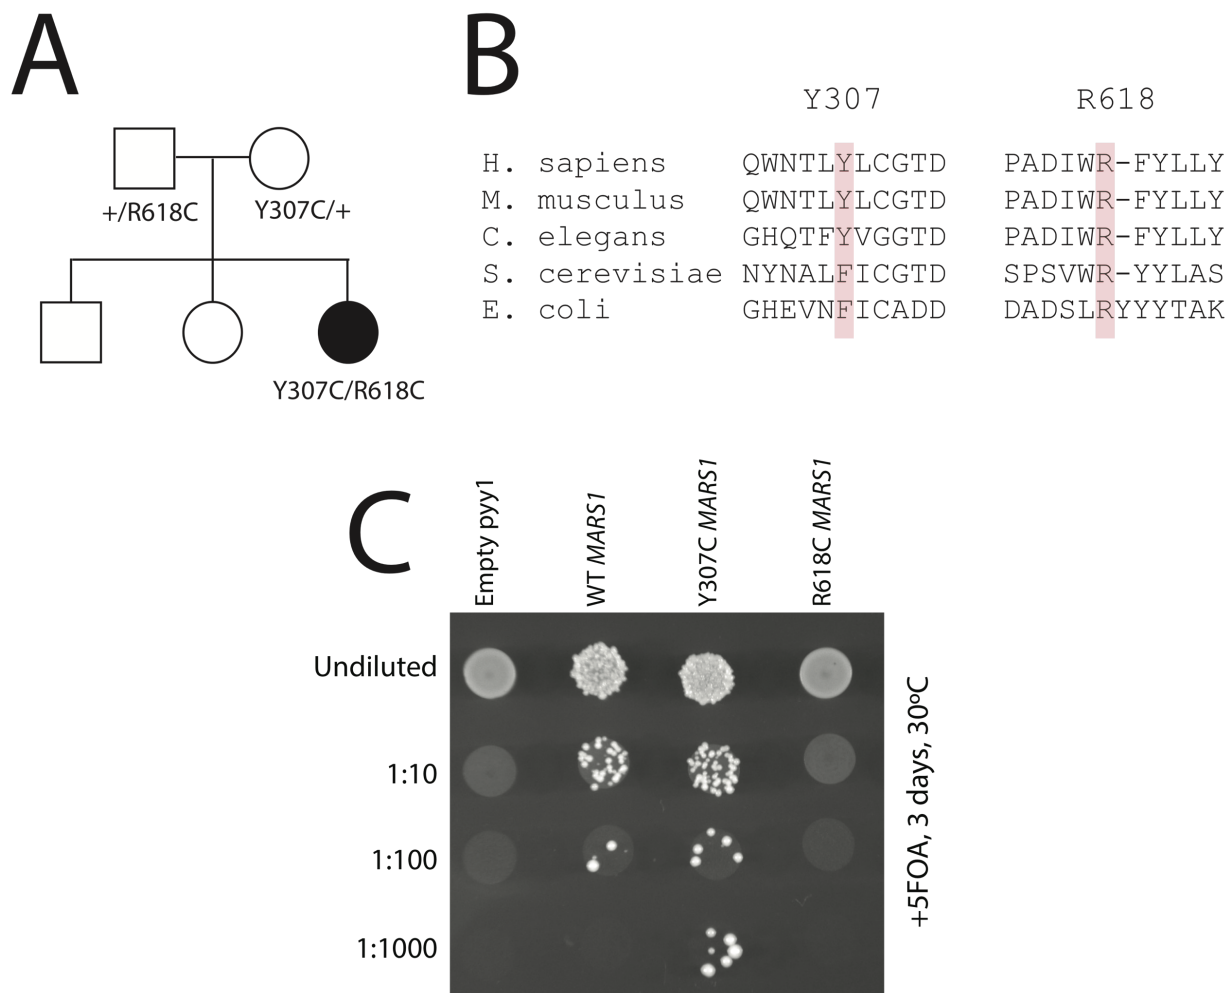 A
+/R618C
Y307C/+
Y307C/R618C
B
Y307 R618
H. sapiens QWNTLYLCGTD PADIWR-FYLLY
M. musculus QWNTLYLCGTD PADIWR-FYLLY
C. elegans GHQTFYVGGTD PADIWR-FYLLY
S. cerevisiae NYNALFICGTD SPSVWR-YYLAS
E. coli GHEVNFICADD DADSLRYYYTAK
C
Empty pyy1
WT MARS1
Y307C MARS1
R618C MARS1
Undiluted
1:10
1:100
1:1000
+5FOA, 3 days, 30ºC